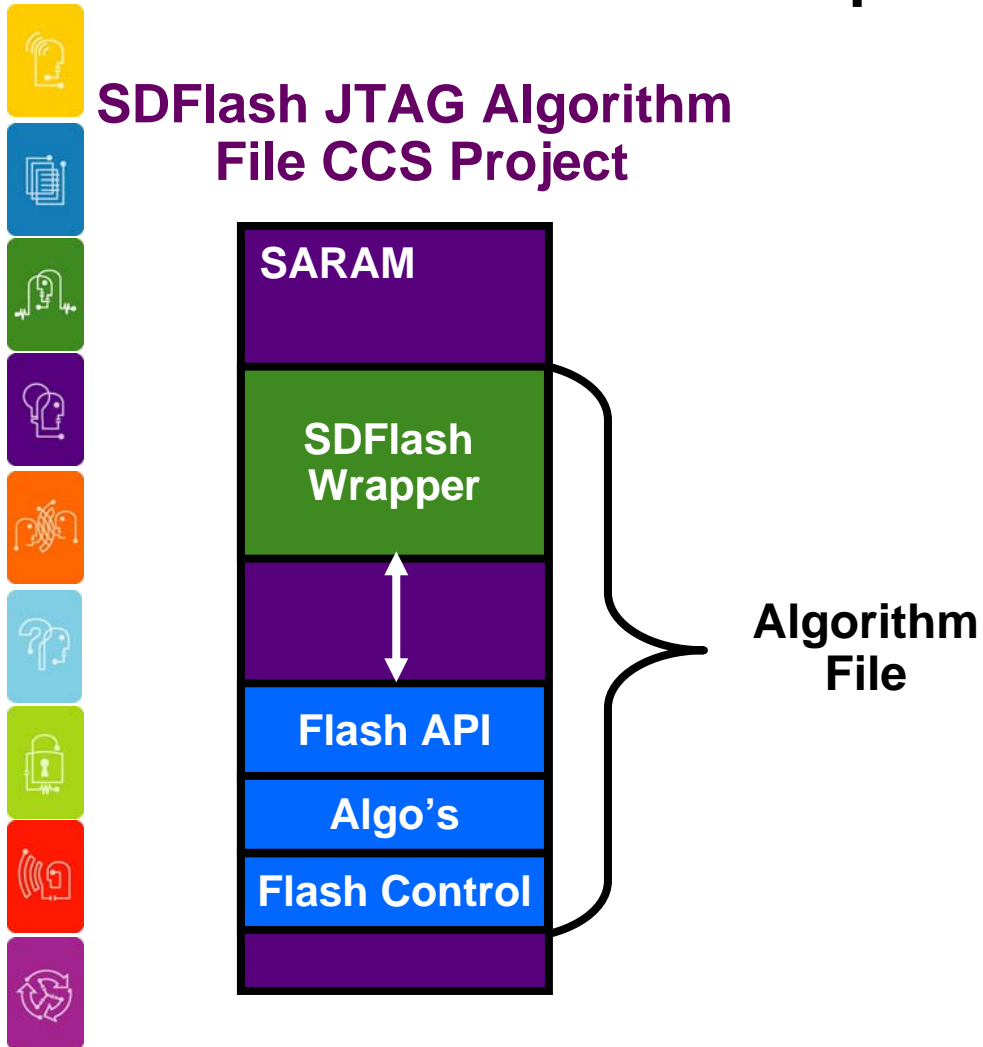 SDFlash JTAG Algorithm
File CCS Project
SARAM
SDFlash
Wrapper
Flash API
Algo's
Flash Control
Algorithm
File